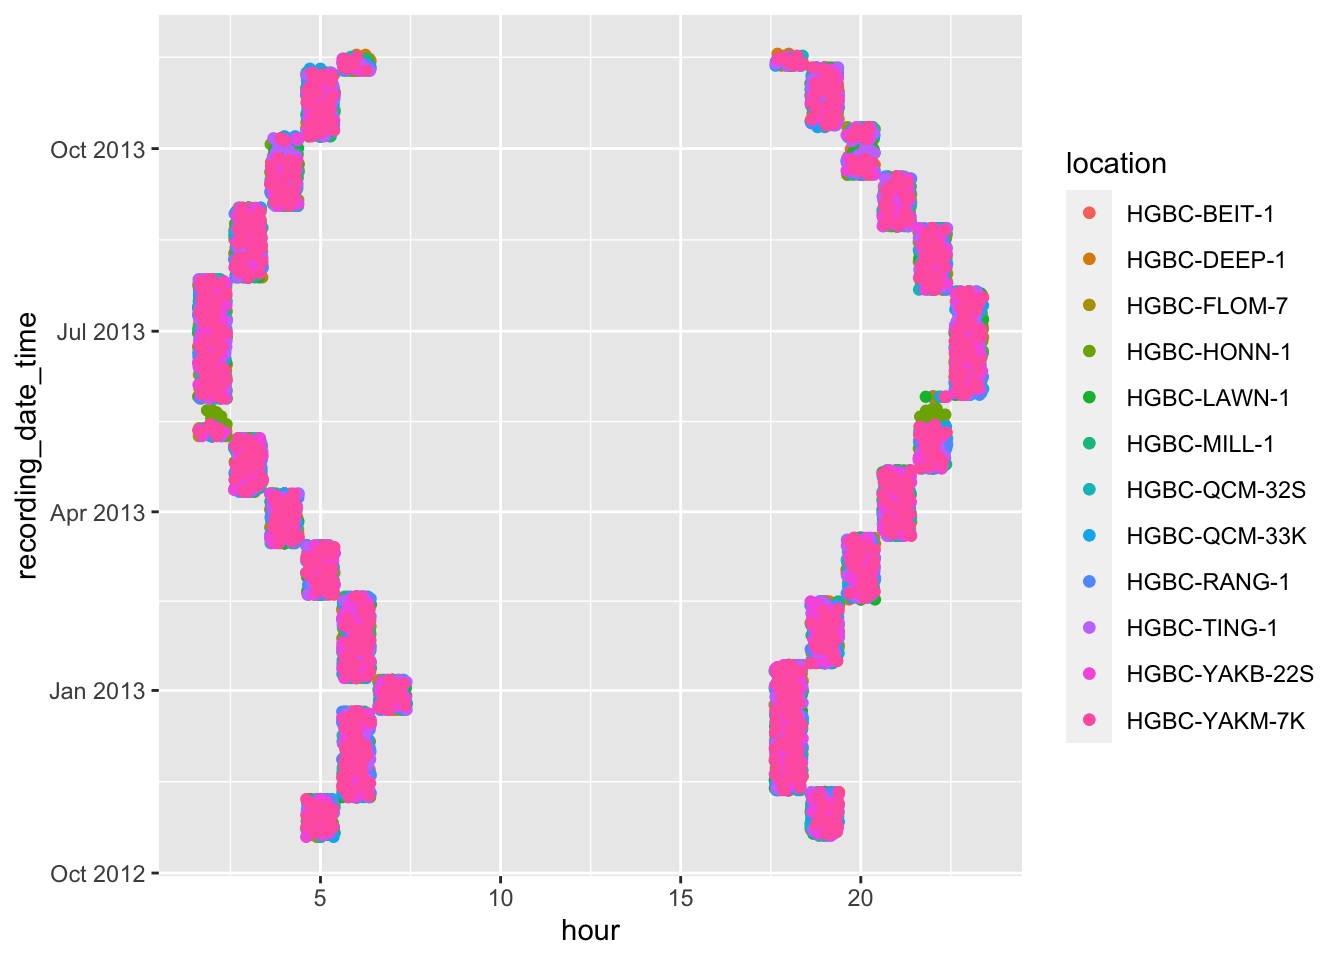 recording_date_time
Oct 2013
Jul 2013
Apr 2013
Jan 2013
Oct 2012
5
10
15
20
hour
location
HGBC-BEIT-1
HGBC-DEEP-1
HGBC-FLOM-7
HGBC-HONN-1
HGBC-LAWN-1
HGBC-MILL-1
HGBC-QCM-32S
HGBC-QCM-33K
HGBC-RANG-1
HGBC-TING-1
HGBC-YAKB-22S
HGBC-YAKM-7K